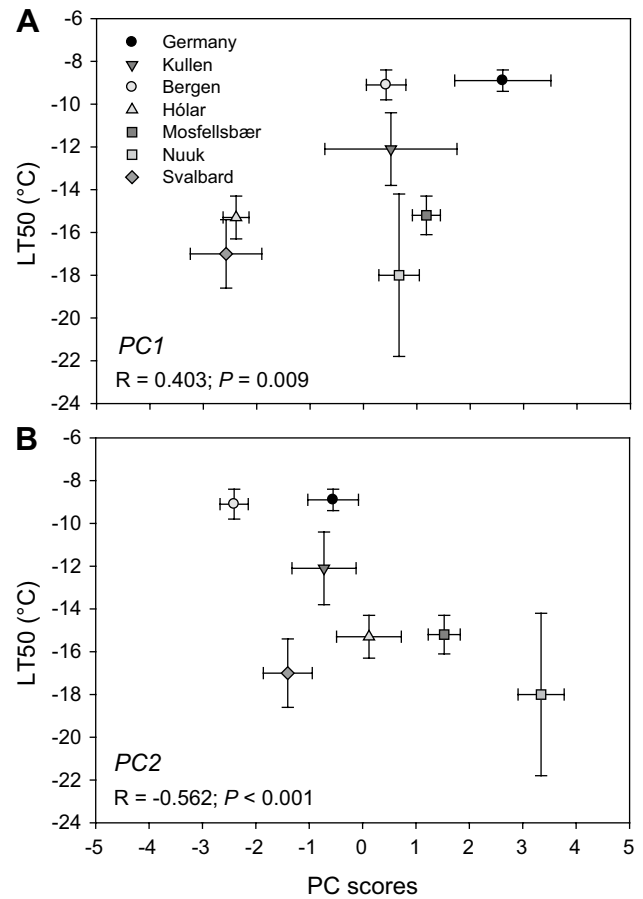 A
-6
-8
-10
-12
-14
-16
-18
-20
-22
-24
LT50 (°C)
Germany
Kullen
Bergen
Hólar
Mosfellsbær
Nuuk
Svalbard
PC1
R = 0.403; P = 0.009
B
-6
-8
-10
-12
-14
-16
-18
-20
-22
-24
LT50 (°C)
PC2
R = -0.562; P < 0.001
-5 -4 -3 -2 -1 0 1 2 3 4 5
PC scores